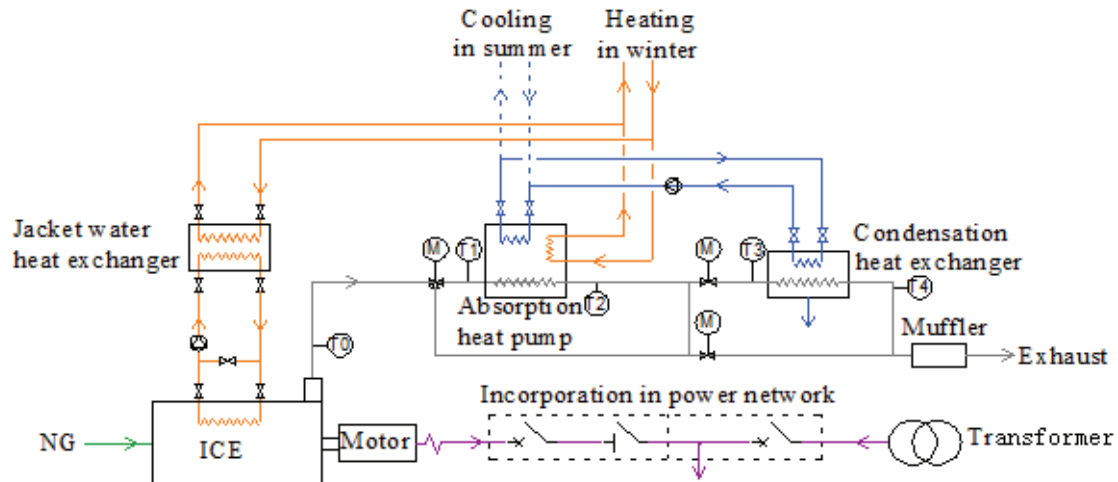 Cooling
in summer
Heating
in winter
Jacket water
heat exchanger
M
T1
M
T3
Condensation
heat exchanger
T2
T4
Absorption
heat pump
M
Muffler
T0
Exhaust
Incorporation in power network
NG
ICE
Motor
Transformer